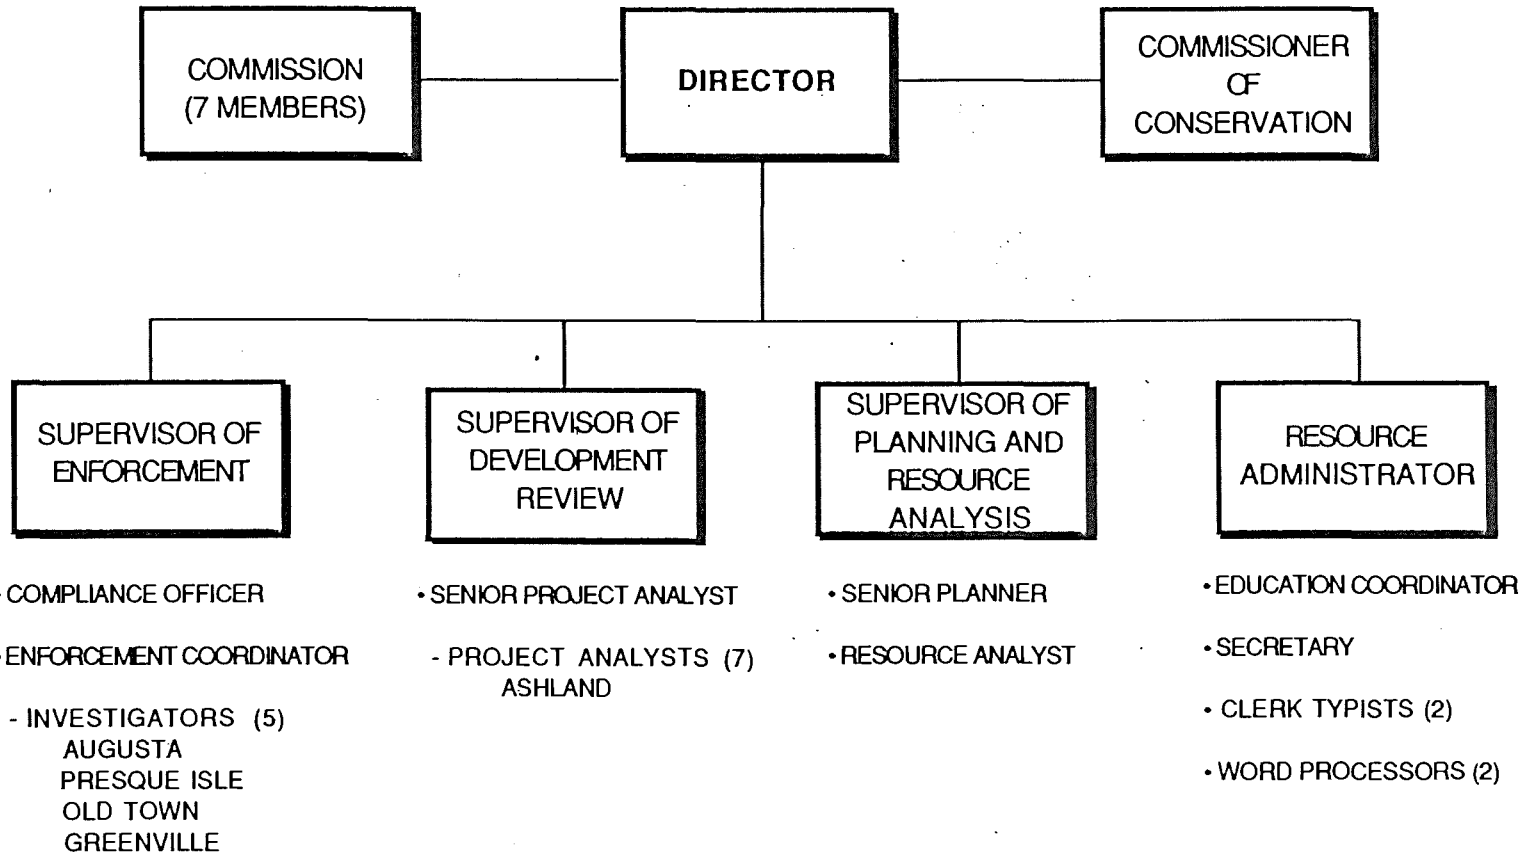 COMMISSION
(7 MEMBERS)
DIRECTOR
COMMISSIONER
OF
CONSERVATION
SUPERVISOR OF
ENFORCEMENT
SUPERVISOR OF
DEVELOPMENT
REVIEW
SUPERVISOR OF
PLANNING AND
RESOURCE
ANALYSIS
RESOURCE
ADMINISTRATOR
• COMPLIANCE OFFICER
• ENFORCEMENT COORDINATOR
- INVESTIGATORS (5)
AUGUSTA
PRESQUE ISLE
OLD TOWN
GREENVILLE
• SENIOR PROJECT ANALYST
- PROJECT ANALYSTS (7)
ASHLAND
• SENIOR PLANNER
• RESOURCE ANALYST
• EDUCATION COORDINATOR
• SECRETARY
• CLERK TYPISTS (2)
• WORD PROCESSORS (2)